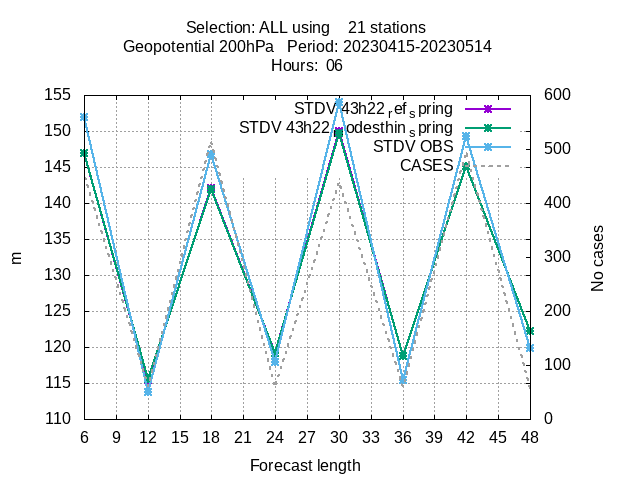 Selection: ALL using    21 stations
Geopotential 200hPa   Period: 20230415-20230514
Hours:  06
STDV 43h22_ref_spring
STDV 43h22_nodesthin_spring
STDV OBS
CASES
155
150
145
140
135
130
125
120
115
110
m
600
500
400
300
200
100
0
No cases
6 9 12 15 18 21 24 27 30 33 36 39 42 45 48
Forecast length